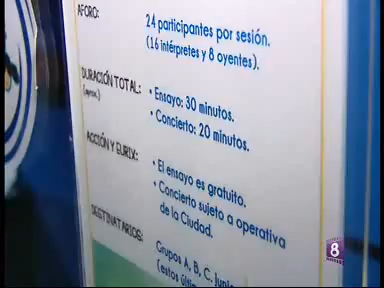 AFORO:
24 participantes por sesión.
(16 intérpretes y 8 oyentes).
DURACIÓN TOTAL:
(aprox.)
• Ensayo: 30 minutos.
• Concierto: 20 minutos.
ACCIÓN Y EURIX:
• El ensayo es gratuito.
• Concierto sujeto a operativa
de la Ciudad.
DESTINATARIOS:
Grupos A, B, C,
(estos
8